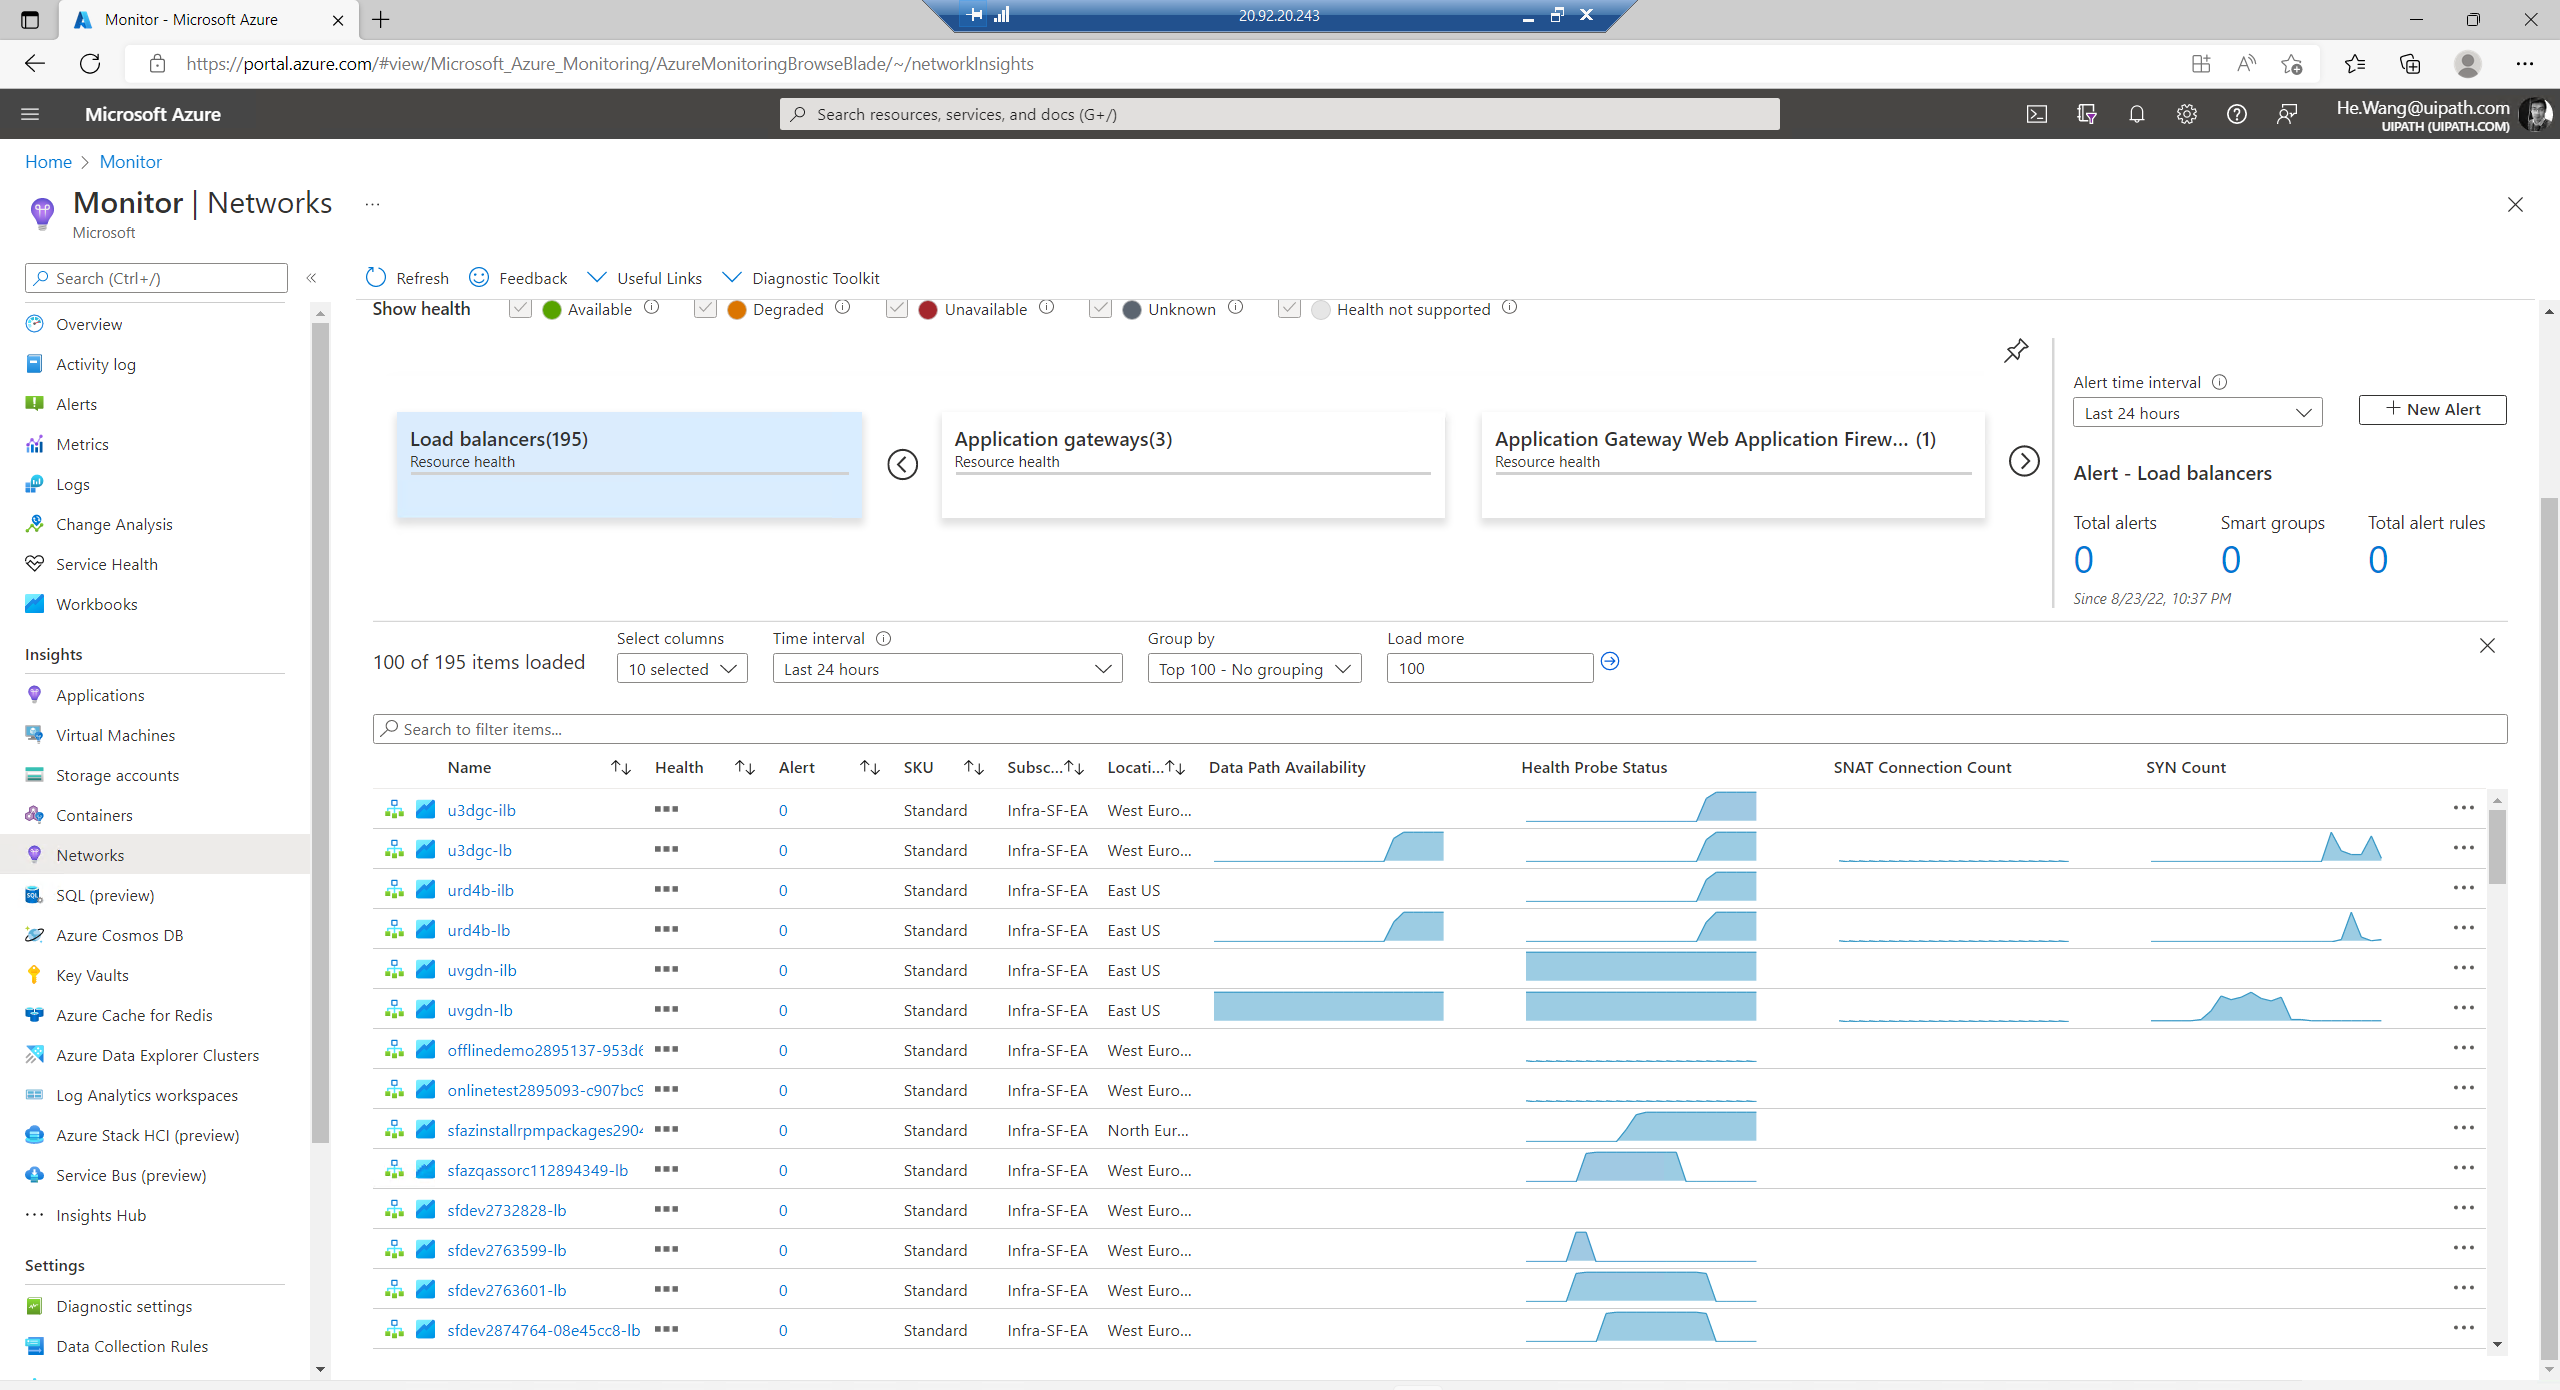 Monitor - Microsoft Azure
20.92.20.243
https://portal.azure.com/#view/Microsoft_Azure_Monitoring/AzureMonitoringBrowseBlade/~/networkInsights
Microsoft Azure
Search resources, services, and docs (G+/)
He.Wang@uipath.com
UIPATH (UIPATH.COM)
Home > Monitor
Monitor | Networks
Microsoft
Search (Ctrl+/)
Overview
Activity log
Alerts
Metrics
Logs
Change Analysis
Service Health
Workbooks
Insights
Applications
Virtual Machines
Storage accounts
Containers
Networks
SQL (preview)
Azure Cosmos DB
Key Vaults
Azure Cache for Redis
Azure Data Explorer Clusters
Log Analytics workspaces
Azure Stack HCI (preview)
Service Bus (preview)
Insights Hub
Settings
Diagnostic settings
Data Collection Rules
Refresh Feedback Useful Links Diagnostic Toolkit
Show health Available Degraded Unavailable Unknown Health not supported
Load balancers(195)
Resource health
Application gateways(3)
Resource health
Application Gateway Web Application Firew... (1)
Resource health
Alert time interval
Last 24 hours
+ New Alert
Alert - Load balancers
Total alerts Smart groups Total alert rules
0 0 0
Since 8/23/22, 10:37 PM
100 of 195 items loaded
Select columns
10 selected
Time interval
Last 24 hours
Group by
Top 100 - No grouping
Load more
100
Search to filter items...
Name Health Alert SKU Subsc... Locati... Data Path Availability Health Probe Status SNAT Connection Count SYN Count
u3dgc-ilb 0 Standard Infra-SF-EA West Euro...
u3dgc-lb 0 Standard Infra-SF-EA West Euro...
urd4b-ilb 0 Standard Infra-SF-EA East US
urd4b-lb 0 Standard Infra-SF-EA East US
uvgdn-ilb 0 Standard Infra-SF-EA East US
uvgdn-lb 0 Standard Infra-SF-EA East US
offlinedemo2895137-953d6 0 Standard Infra-SF-EA West Euro...
onlinetest2895093-c907bc9 0 Standard Infra-SF-EA West Euro...
sfazinstallrpmpackages2904 0 Standard Infra-SF-EA North Eur...
sfazqassorc112894349-lb 0 Standard Infra-SF-EA West Euro...
sfdev2732828-lb 0 Standard Infra-SF-EA West Euro...
sfdev2763599-lb 0 Standard Infra-SF-EA West Euro...
sfdev2763601-lb 0 Standard Infra-SF-EA West Euro...
sfdev2874764-08e45cc8-lb 0 Standard Infra-SF-EA West Euro...